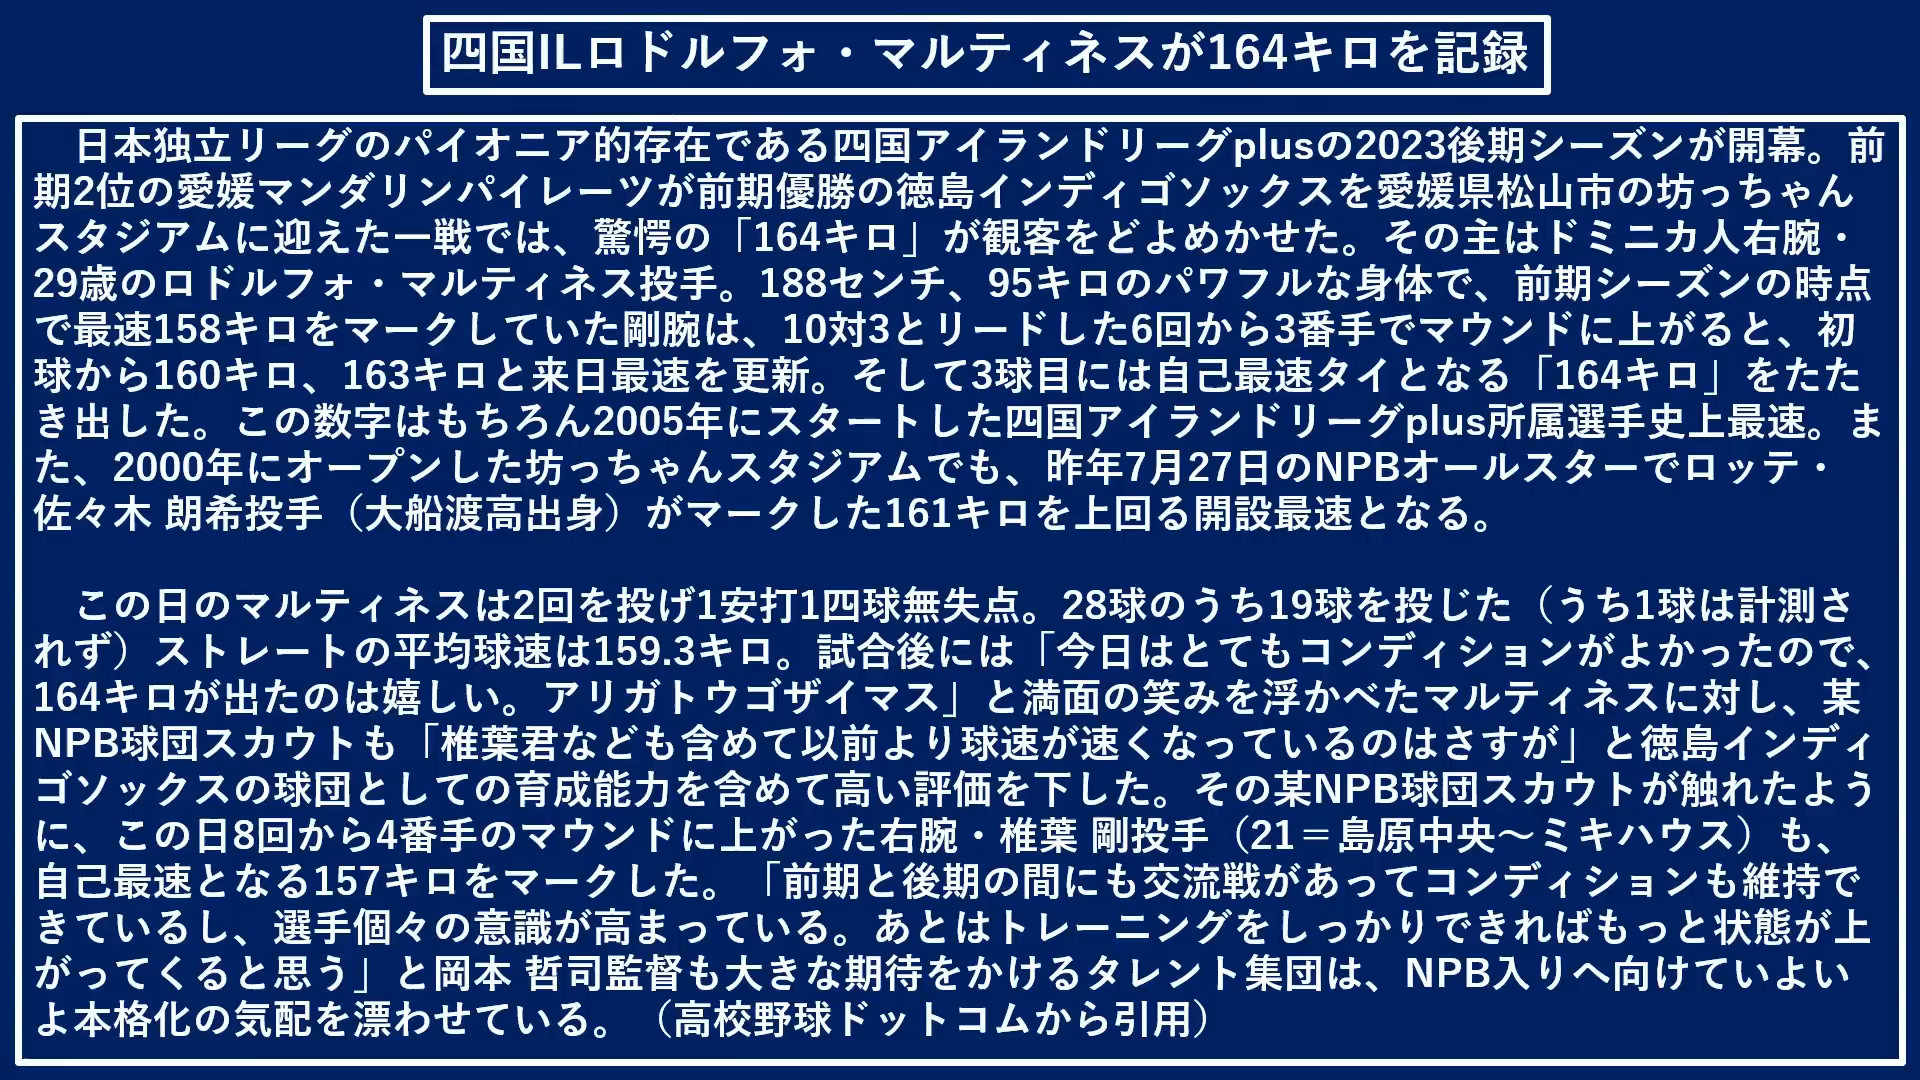 四国ILロドルフォ・マルティネスが164キロを記録
日本独立リーグのパイオニア的存在である四国アイランドリーグplusの2023後期シーズンが開幕。前
期2位の愛媛マンダリンパイレーツが前期優勝の徳島インディゴソックスを愛媛県松山市の坊っちゃん
スタジアムに迎えた一戦では、驚愕の「164キロ」が観客をどよめかせた。その主はドミニカ人右腕・
29歳のロドルフォ・マルティネス投手。188センチ、95キロのパワフルな身体で、前期シーズンの時点
で最速158キロをマークしていた剛腕は、10対3とリードした6回から3番手でマウンドに上がると、初
球から160キロ、163キロと来日最速を更新。そして3球目には自己最速タイとなる「164キロ」をたた
き出した。この数字はもちろん2005年にスタートした四国アイランドリーグplus所属選手史上最速。ま
た、2000年にオープンした坊っちゃんスタジアムでも、昨年7月27日のNPBオールスターでロッテ・
佐々木 朗希投手（大船渡高出身）がマークした161キロを上回る開設最速となる。
この日のマルティネスは2回を投げ1安打1四球無失点。28球のうち19球を投じた（うち1球は計測さ
れず）ストレートの平均球速は159.3キロ。試合後には「今日はとてもコンディションがよかったので、
164キロが出たのは嬉しい。アリガトウゴザイマス」と満面の笑みを浮かべたマルティネスに対し、某
NPB球団スカウトも「椎葉君なども含めて以前より球速が速くなっているのはさすが」と徳島インディ
ゴソックスの球団としての育成能力を含めて高い評価を下した。その某NPB球団スカウトが触れたよう
に、この日8回から4番手のマウンドに上がった右腕・椎葉 剛投手（21＝島原中央～ミキハウス）も、
自己最速となる157キロをマークした。「前期と後期の間にも交流戦があってコンディションも維持で
きているし、選手個々の意識が高まっている。あとはトレーニングをしっかりできればもっと状態が上
がってくると思う」と岡本 哲司監督も大きな期待をかけるタレント集団は、NPB入りへ向けていよい
よ本格化の気配を漂わせている。（高校野球ドットコムから引用）